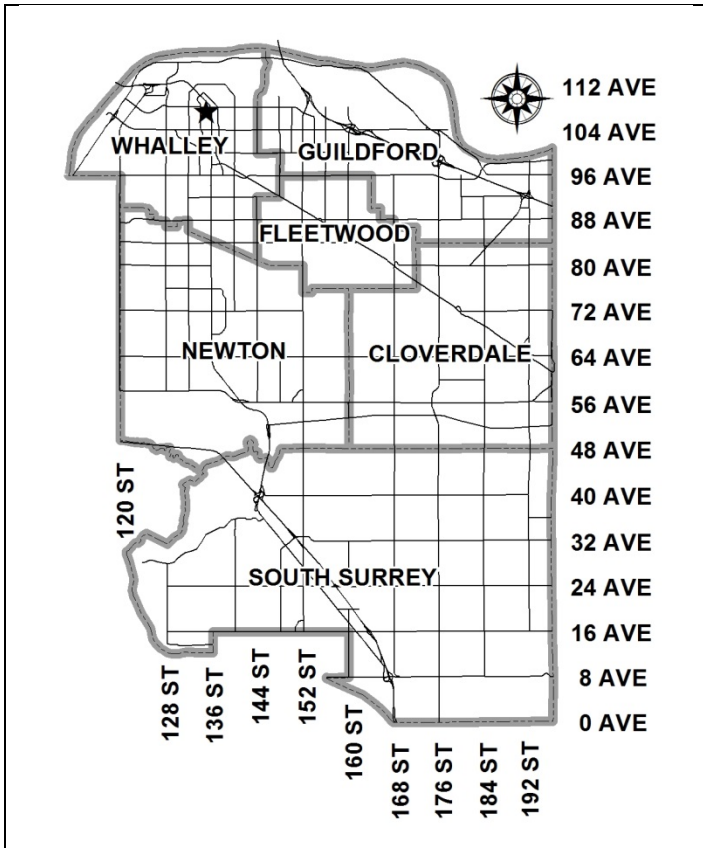 112 AVE
104 AVE
WHALLEY
GUILDFORD
96 AVE
88 AVE
FLEETWOOD
80 AVE
72 AVE
NEWTON
CLOVERDALE
64 AVE
56 AVE
48 AVE
120 ST
40 AVE
32 AVE
SOUTH SURREY
24 AVE
16 AVE
128 ST
136 ST
144 ST
152 ST
160 ST
8 AVE
0 AVE
168 ST
176 ST
184 ST
192 ST